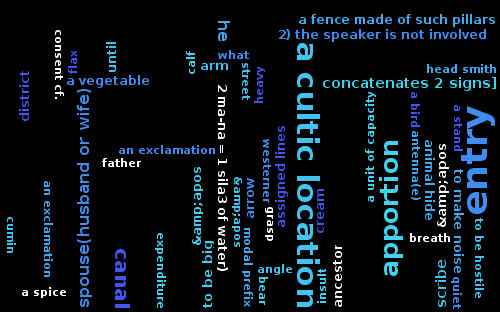 a fence made of such pillars
2) the speaker is not involved
he
consent cf.
until
flax
calf
what
arm
street
heavy
head smith
concatenates 2 signs]
a vegetable
district
a cultic location
2 ma-na = 1 sila3 of water)
spouse(husband or wife)
a unit of capacity
a bird
a stand
entry
antenna(e)
assigned lines
westerner
apportion
animal hide
&amp;apos
an exclamation
father
sode;&amp;
&amp;apos
arrow
cream
grasp
to make noise
to be hostile
an exclamation
cumin
breath
modal prefix
expenditure
canal
to be big
ancestor
angle
insult
bear
scribe
quiet
a spice